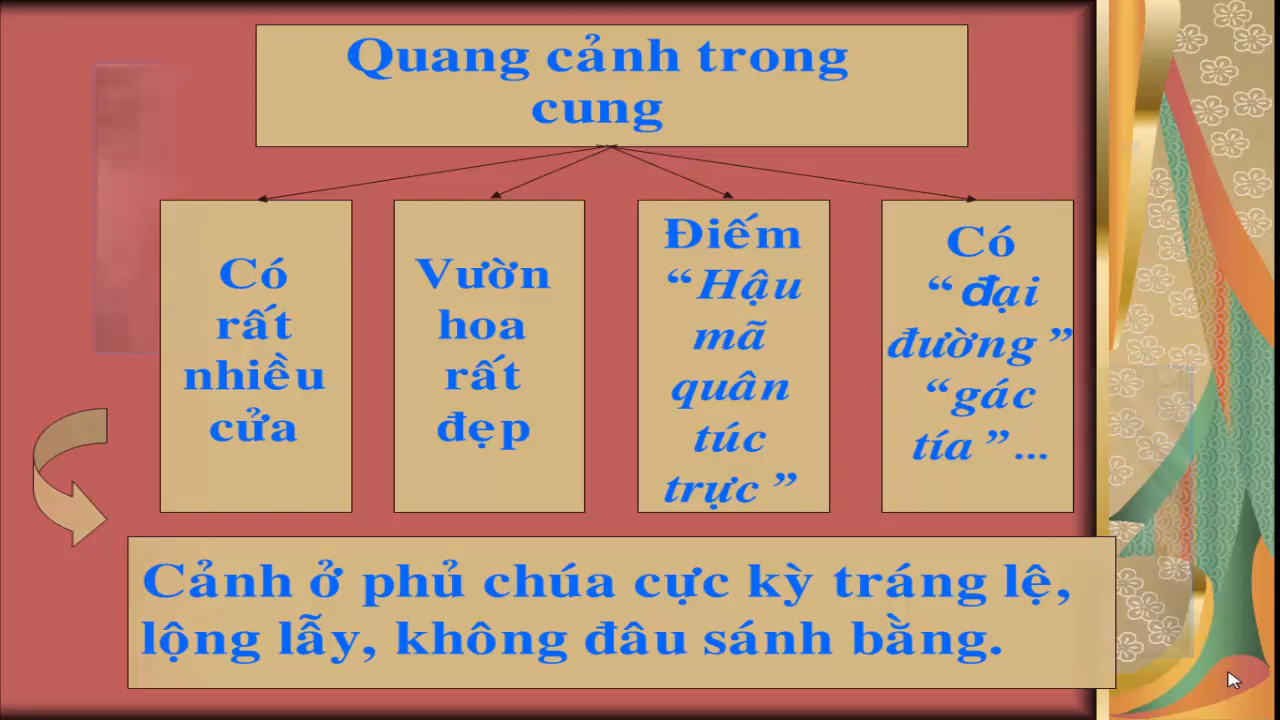 Quang cảnh trong
cung
Có
rất
nhiều
cửa
Vườn
hoa
rất
đẹp
Điếm
“Hậu
mã
quân
túc
trực”
Có
“đại
đường”
“gác
tía”...
Cảnh ở phủ chúa cực kỳ tráng lệ,
lộng lẫy, không đâu sánh bằng.